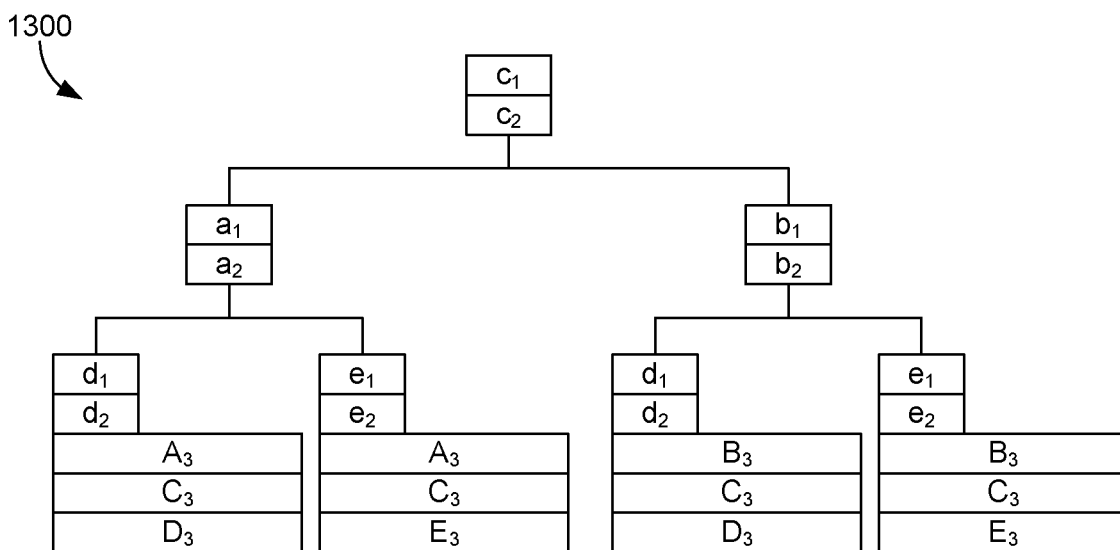 1300
c₁
c₂
a₁
b₁
a₂
b₂
d₁
e₁
d₁
e₁
d₂
e₂
d₂
e₂
A₃
A₃
B₃
B₃
C₃
C₃
C₃
C₃
D₃
E₃
D₃
E₃